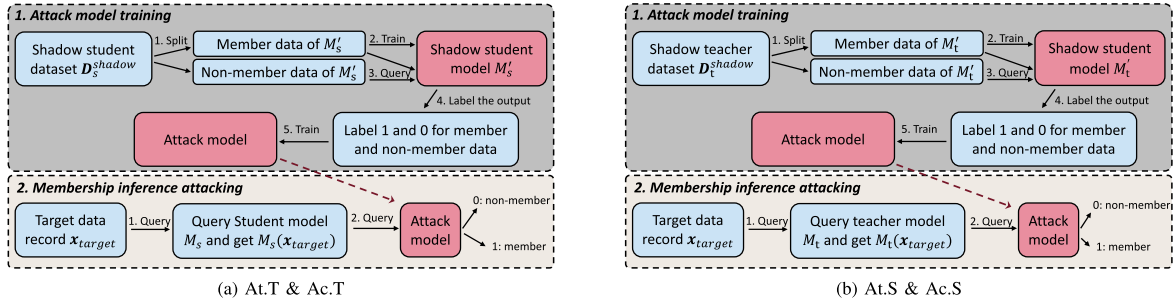 1. Attack model training
Shadow student
dataset D_s^shadow
1. Split
Member data of M_s′
Non-member data of M_s′
2. Train
3. Query
Shadow student
model M_s′
4. Label the output
Label 1 and 0 for member
and non-member data
5. Train
Attack model
2. Membership inference attacking
Target data
record x_target
1. Query
Query Student model
M_s and get M_s(x_target)
2. Query
Attack
model
0: non-member
1: member
(a) At.T & Ac.T
1. Attack model training
Shadow teacher
dataset D_t^shadow
1. Split
Member data of M_t′
Non-member data of M_t′
2. Train
3. Query
Shadow student
model M_t′
4. Label the output
Label 1 and 0 for member
and non-member data
5. Train
Attack model
2. Membership inference attacking
Target data
record x_target
1. Query
Query teacher model
M_t and get M_t(x_target)
2. Query
Attack
model
0: non-member
1: member
(b) At.S & Ac.S